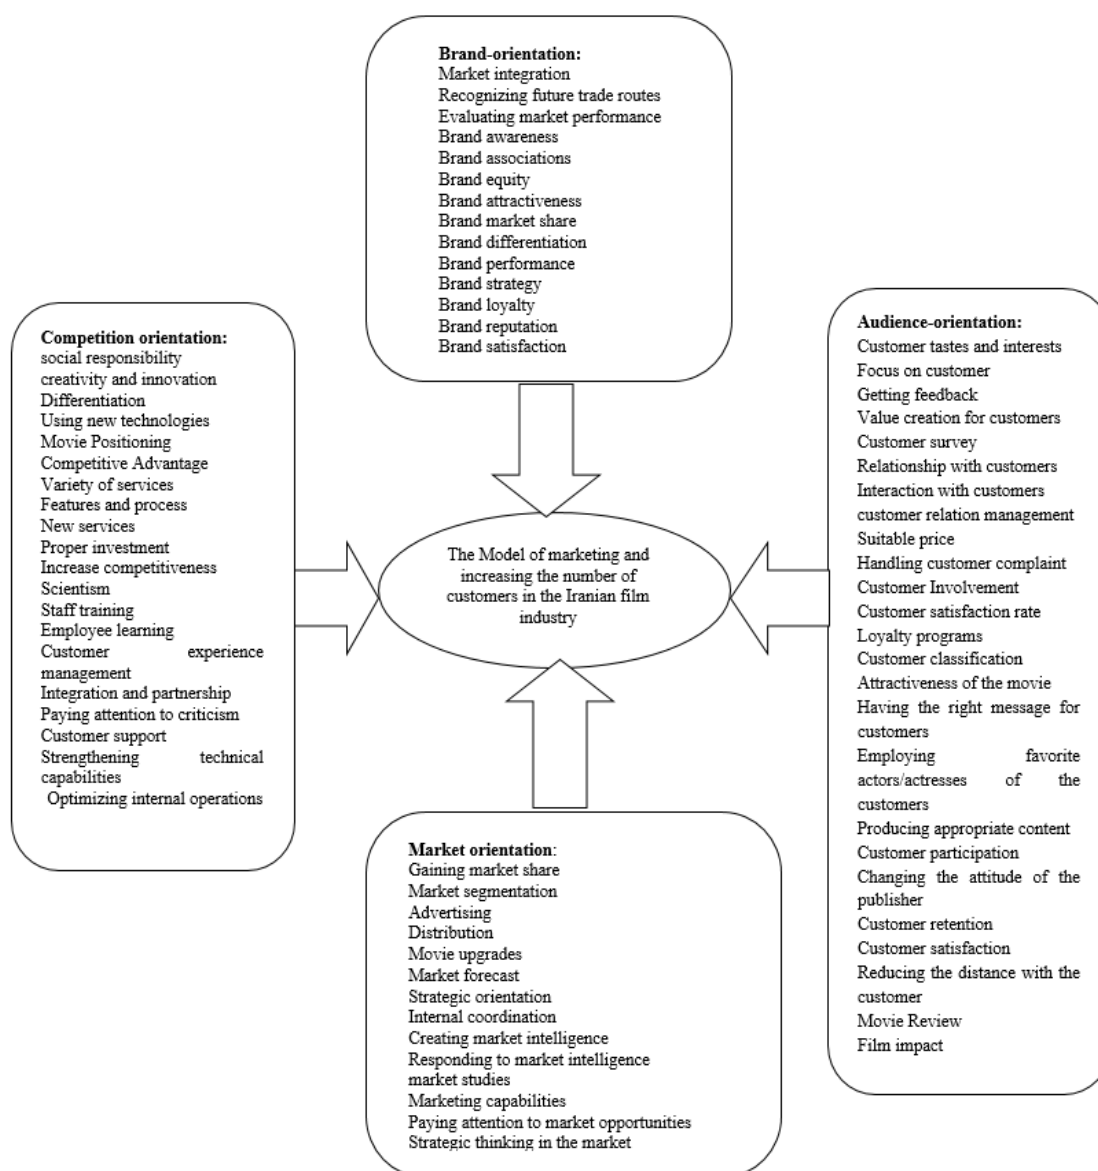 Brand-orientation:
Market integration
Recognizing future trade routes
Evaluating market performance
Brand awareness
Brand associations
Brand equity
Brand attractiveness
Brand market share
Brand differentiation
Brand performance
Brand strategy
Brand loyalty
Brand reputation
Brand satisfaction
Competition orientation:
social responsibility
creativity and innovation
Differentiation
Using new technologies
Movie Positioning
Competitive Advantage
Variety of services
Features and process
New services
Proper investment
Increase competitiveness
Scientism
Staff training
Employee learning
Customer experience
management
Integration and partnership
Paying attention to criticism
Customer support
Strengthening technical
capabilities
Optimizing internal operations
The Model of marketing and
increasing the number of
customers in the Iranian film
industry
Audience-orientation:
Customer tastes and interests
Focus on customer
Getting feedback
Value creation for customers
Customer survey
Relationship with customers
Interaction with customers
customer relation management
Suitable price
Handling customer complaint
Customer Involvement
Customer satisfaction rate
Loyalty programs
Customer classification
Attractiveness of the movie
Having the right message for
customers
Employing favorite
actors/actresses of the
customers
Producing appropriate content
Customer participation
Changing the attitude of the
publisher
Customer retention
Customer satisfaction
Reducing the distance with the
customer
Movie Review
Film impact
Market orientation:
Gaining market share
Market segmentation
Advertising
Distribution
Movie upgrades
Market forecast
Strategic orientation
Internal coordination
Creating market intelligence
Responding to market intelligence
market studies
Marketing capabilities
Paying attention to market opportunities
Strategic thinking in the market